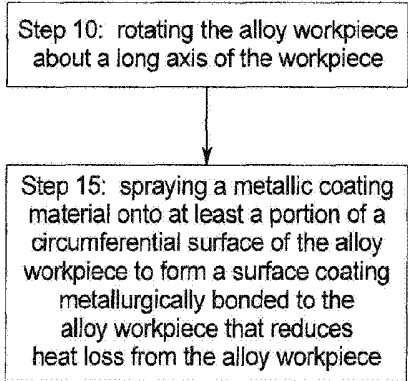 Step 10: rotating the alloy workpiece
about a long axis of the workpiece
Step 15: spraying a metallic coating
material onto at least a portion of a
circumferential surface of the alloy
workpiece to form a surface coating
metallurgically bonded to the
alloy workpiece that reduces
heat loss from the alloy workpiece